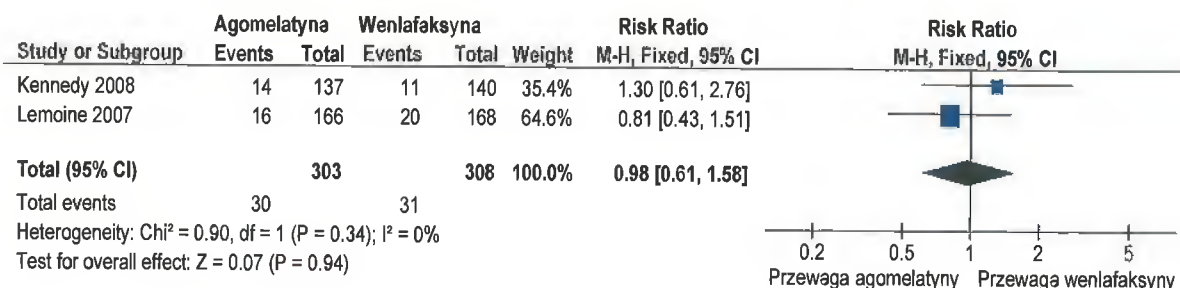 Agomelatyna Wenlafaksyna Risk Ratio Risk Ratio
Study or Subgroup Events Total Events Total Weight M-H, Fixed, 95% CI M-H, Fixed, 95% CI
Kennedy 2008 14 137 11 140 35.4% 1.30 [0.61, 2.76]
Lemoine 2007 16 166 20 168 64.6% 0.81 [0.43, 1.51]
Total (95% CI) 303 308 100.0% 0.98 [0.61, 1.58]
Total events 30 31
Heterogeneity: Chi² = 0.90, df = 1 (P = 0.34); I² = 0%
Test for overall effect: Z = 0.07 (P = 0.94)
0.2 0.5 1 2 5
Przewaga agomelatyny Przewaga wenlafaksyny